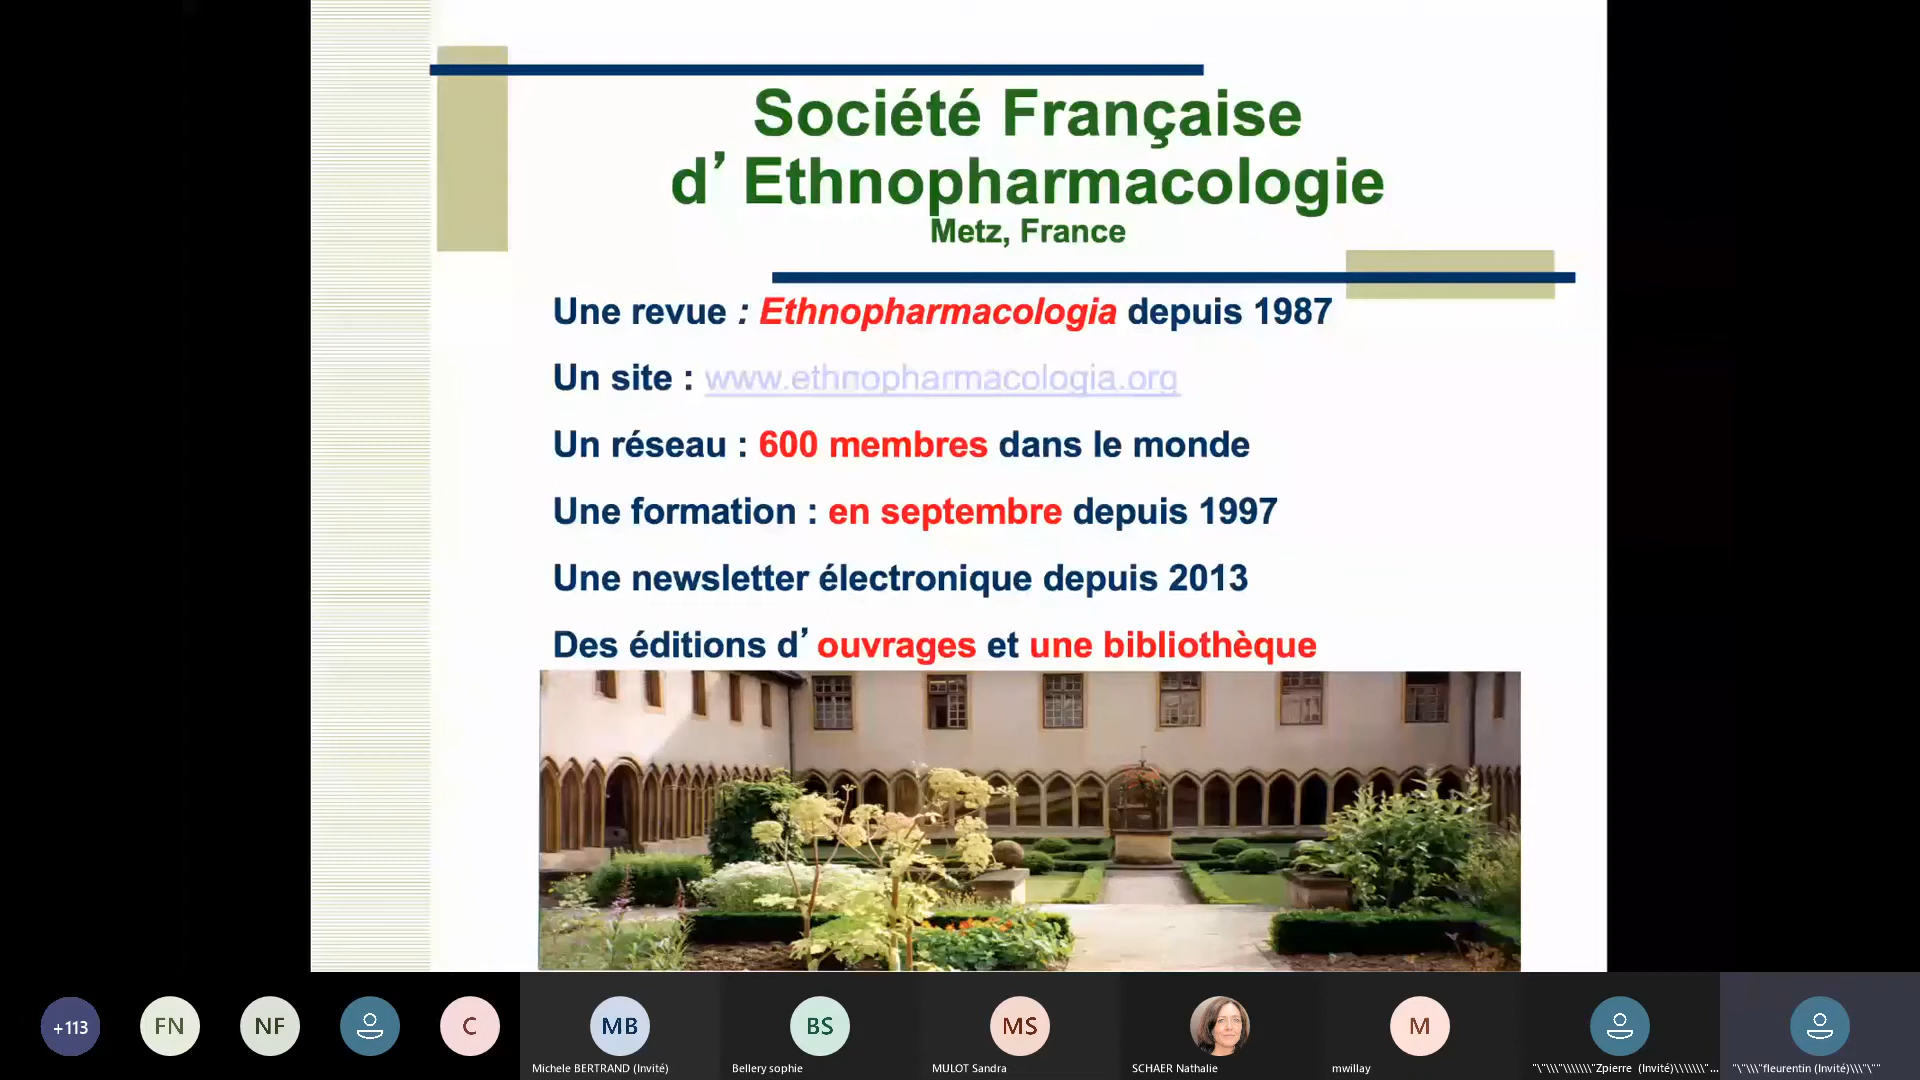 Société Française
d’ Ethnopharmacologie
Metz, France
Une revue : Ethnopharmacologia depuis 1987
Un site : www.ethnopharmacologia.org
Un réseau : 600 membres dans le monde
Une formation : en septembre depuis 1997
Une newsletter électronique depuis 2013
Des éditions d’ ouvrages et une bibliothèque
+113
FN
NF
C
MB
BS
MS
M
Michele BERTRAND (Invité)
Bellery sophie
MULOT Sandra
SCHAER Nathalie
mwillay
"\"\\\"\\\\\\\"Zpierre (Invité)\\\\\\\"...
"\"\\\"fleurentin (Invité)\\\"\""